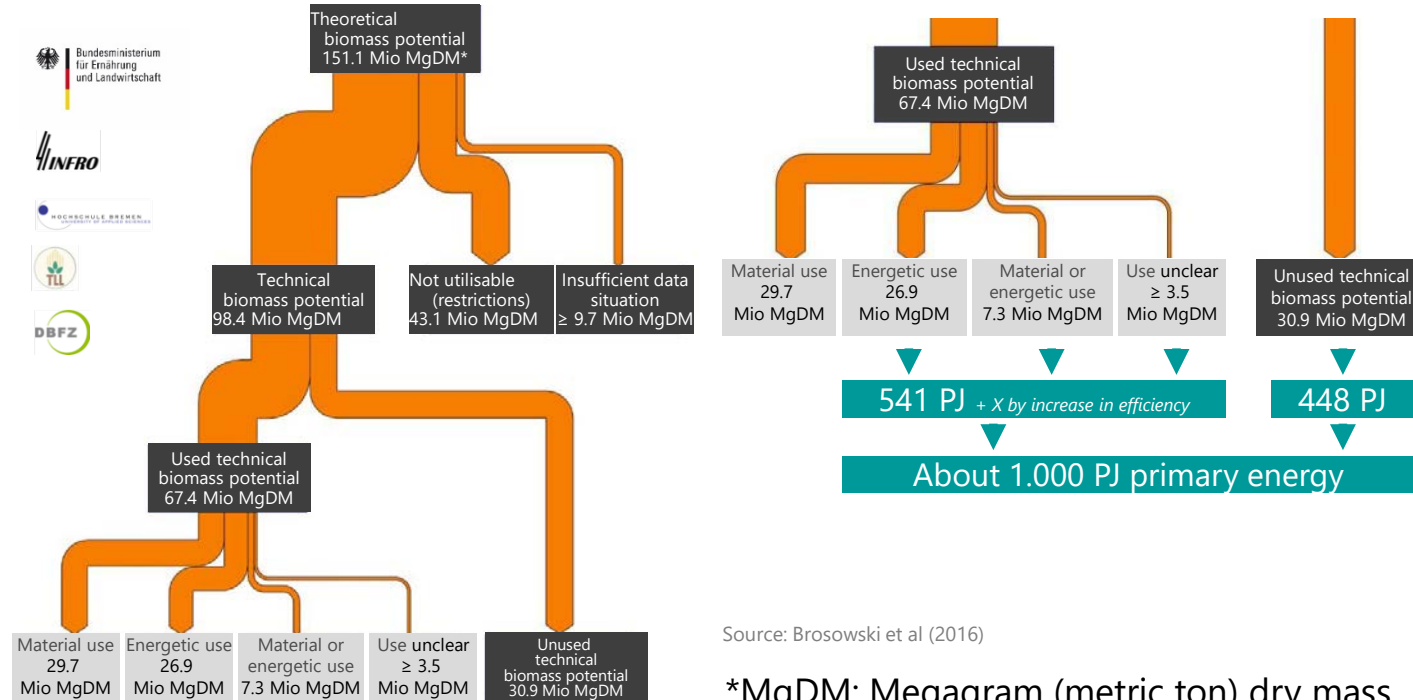 Bundesministerium
für Ernährung
und Landwirtschaft
INFRO
HOCHSCHULE BREMEN
UNIVERSITY OF APPLIED SCIENCES
TLL
DBFZ
Theoretical
biomass potential
151.1 Mio MgDM*
Technical
biomass potential
98.4 Mio MgDM
Not utilisable
(restrictions)
43.1 Mio MgDM
Insufficient data
situation
≥ 9.7 Mio MgDM
Used technical
biomass potential
67.4 Mio MgDM
Material use
29.7
Mio MgDM
Energetic use
26.9
Mio MgDM
Material or
energetic use
7.3 Mio MgDM
Use unclear
≥ 3.5
Mio MgDM
Unused
technical
biomass potential
30.9 Mio MgDM
Used technical
biomass potential
67.4 Mio MgDM
Material use
29.7
Mio MgDM
Energetic use
26.9
Mio MgDM
Material or
energetic use
7.3 Mio MgDM
Use unclear
≥ 3.5
Mio MgDM
Unused technical
biomass potential
30.9 Mio MgDM
541 PJ + X by increase in efficiency
448 PJ
About 1.000 PJ primary energy
Source: Brosowski et al (2016)
*MgDM: Megagram (metric ton) dry mass